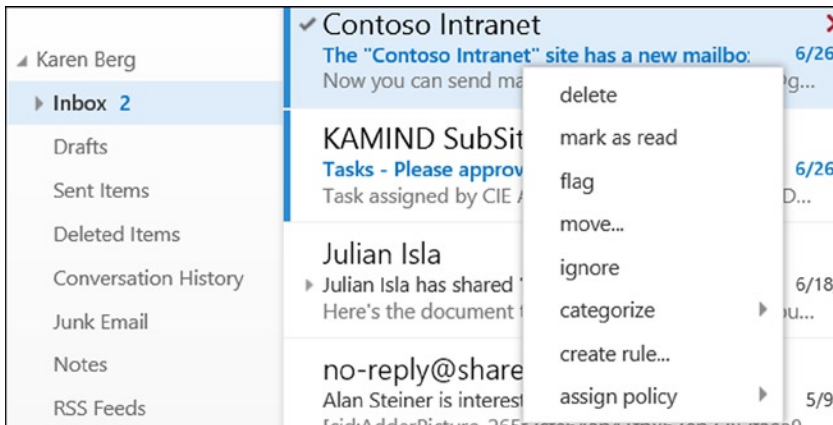 Karen Berg
Inbox 2
Drafts
Sent Items
Deleted Items
Conversation History
Junk Email
Notes
RSS Feeds
Contoso Intranet
The "Contoso Intranet" site has a new mailbo: 6/26
Now you can send ma
KAMIND SubSit
Tasks - Please approv 6/26
Task assigned by CIE
Julian Isla
Julian Isla has shared 6/18
Here's the document
no-reply@share
Alan Steiner is interest 5/9
delete
mark as read
flag
move...
ignore
categorize
create rule...
assign policy